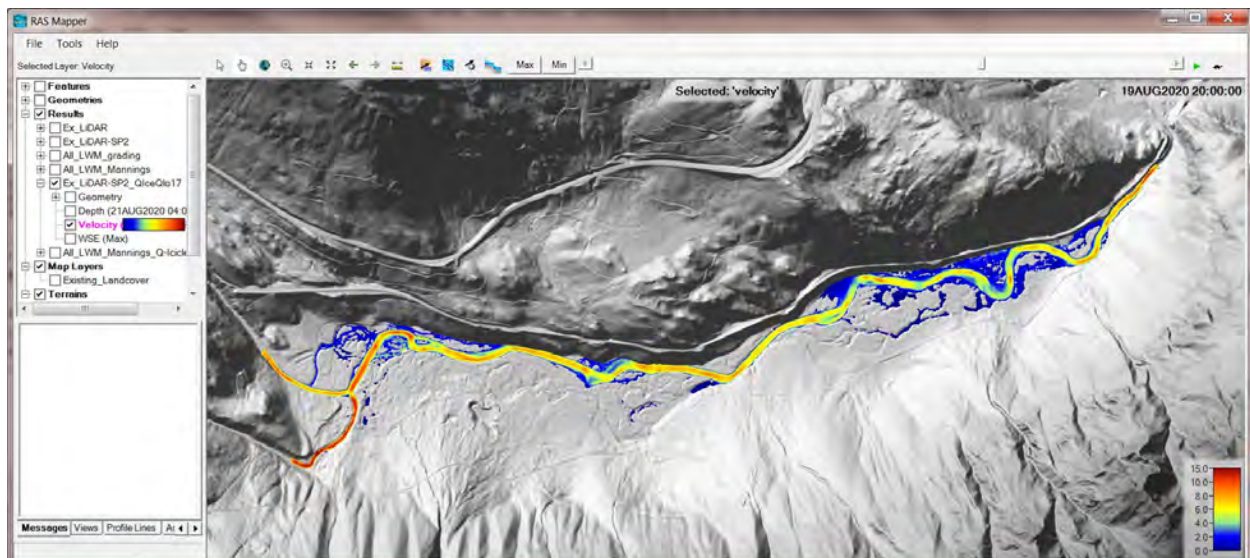 RAS Mapper
File Tools Help
Selected Layer: Velocity
Max Min
Features
Geometries
Results
Ex_LiDAR
Ex_LiDAR-SP2
All_LWM_grading
All_LWM_Mannings
Ex_LiDAR-SP2_QIceQlo17
Geometry
Depth (21AUG2020 04:0
Velocity (
WSE (Max)
All_LWM_Mannings_Q-Icick
Map Layers
Existing_Landcover
Terrains
Messages Views Profile Lines
Selected: 'velocity'
19AUG2020 20:00:00
15.0
10.0
8.0
6.0
4.0
2.0
0.0